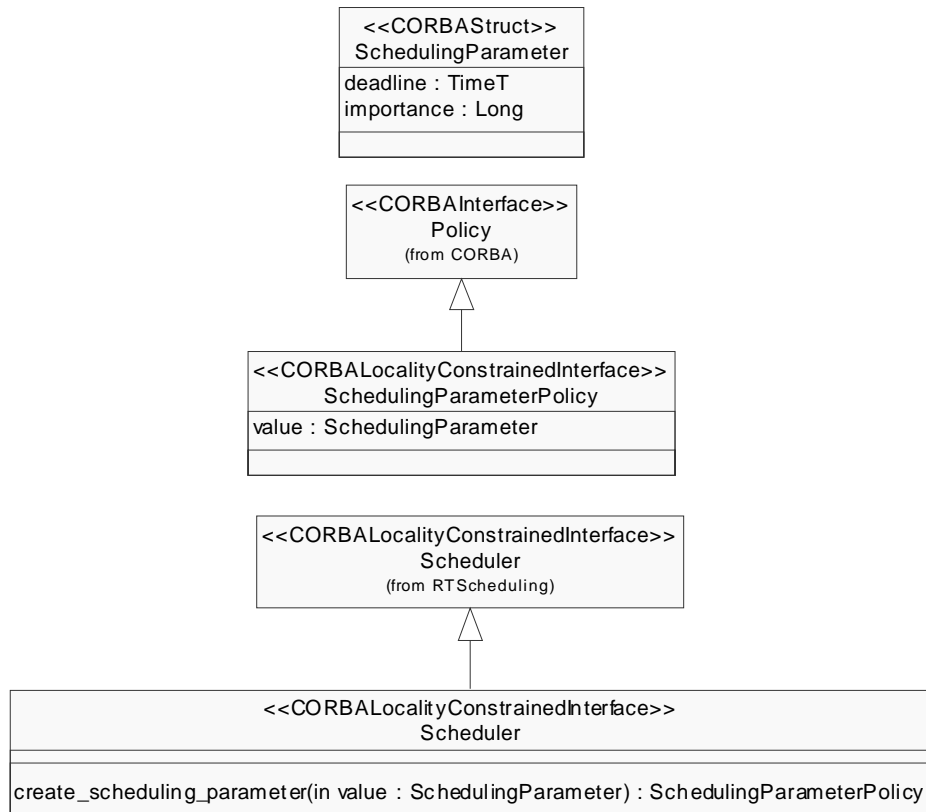 <<CORBAStruct>>
SchedulingParameter
deadline : TimeT
importance : Long
<<CORBAInterface>>
Policy
(from CORBA)
<<CORBALocalityConstrainedInterface>>
SchedulingParameterPolicy
value : SchedulingParameter
<<CORBALocalityConstrainedInterface>>
Scheduler
(from RTScheduling)
<<CORBALocalityConstrainedInterface>>
Scheduler
create_scheduling_parameter(in value : SchedulingParameter) : SchedulingParameterPolicy